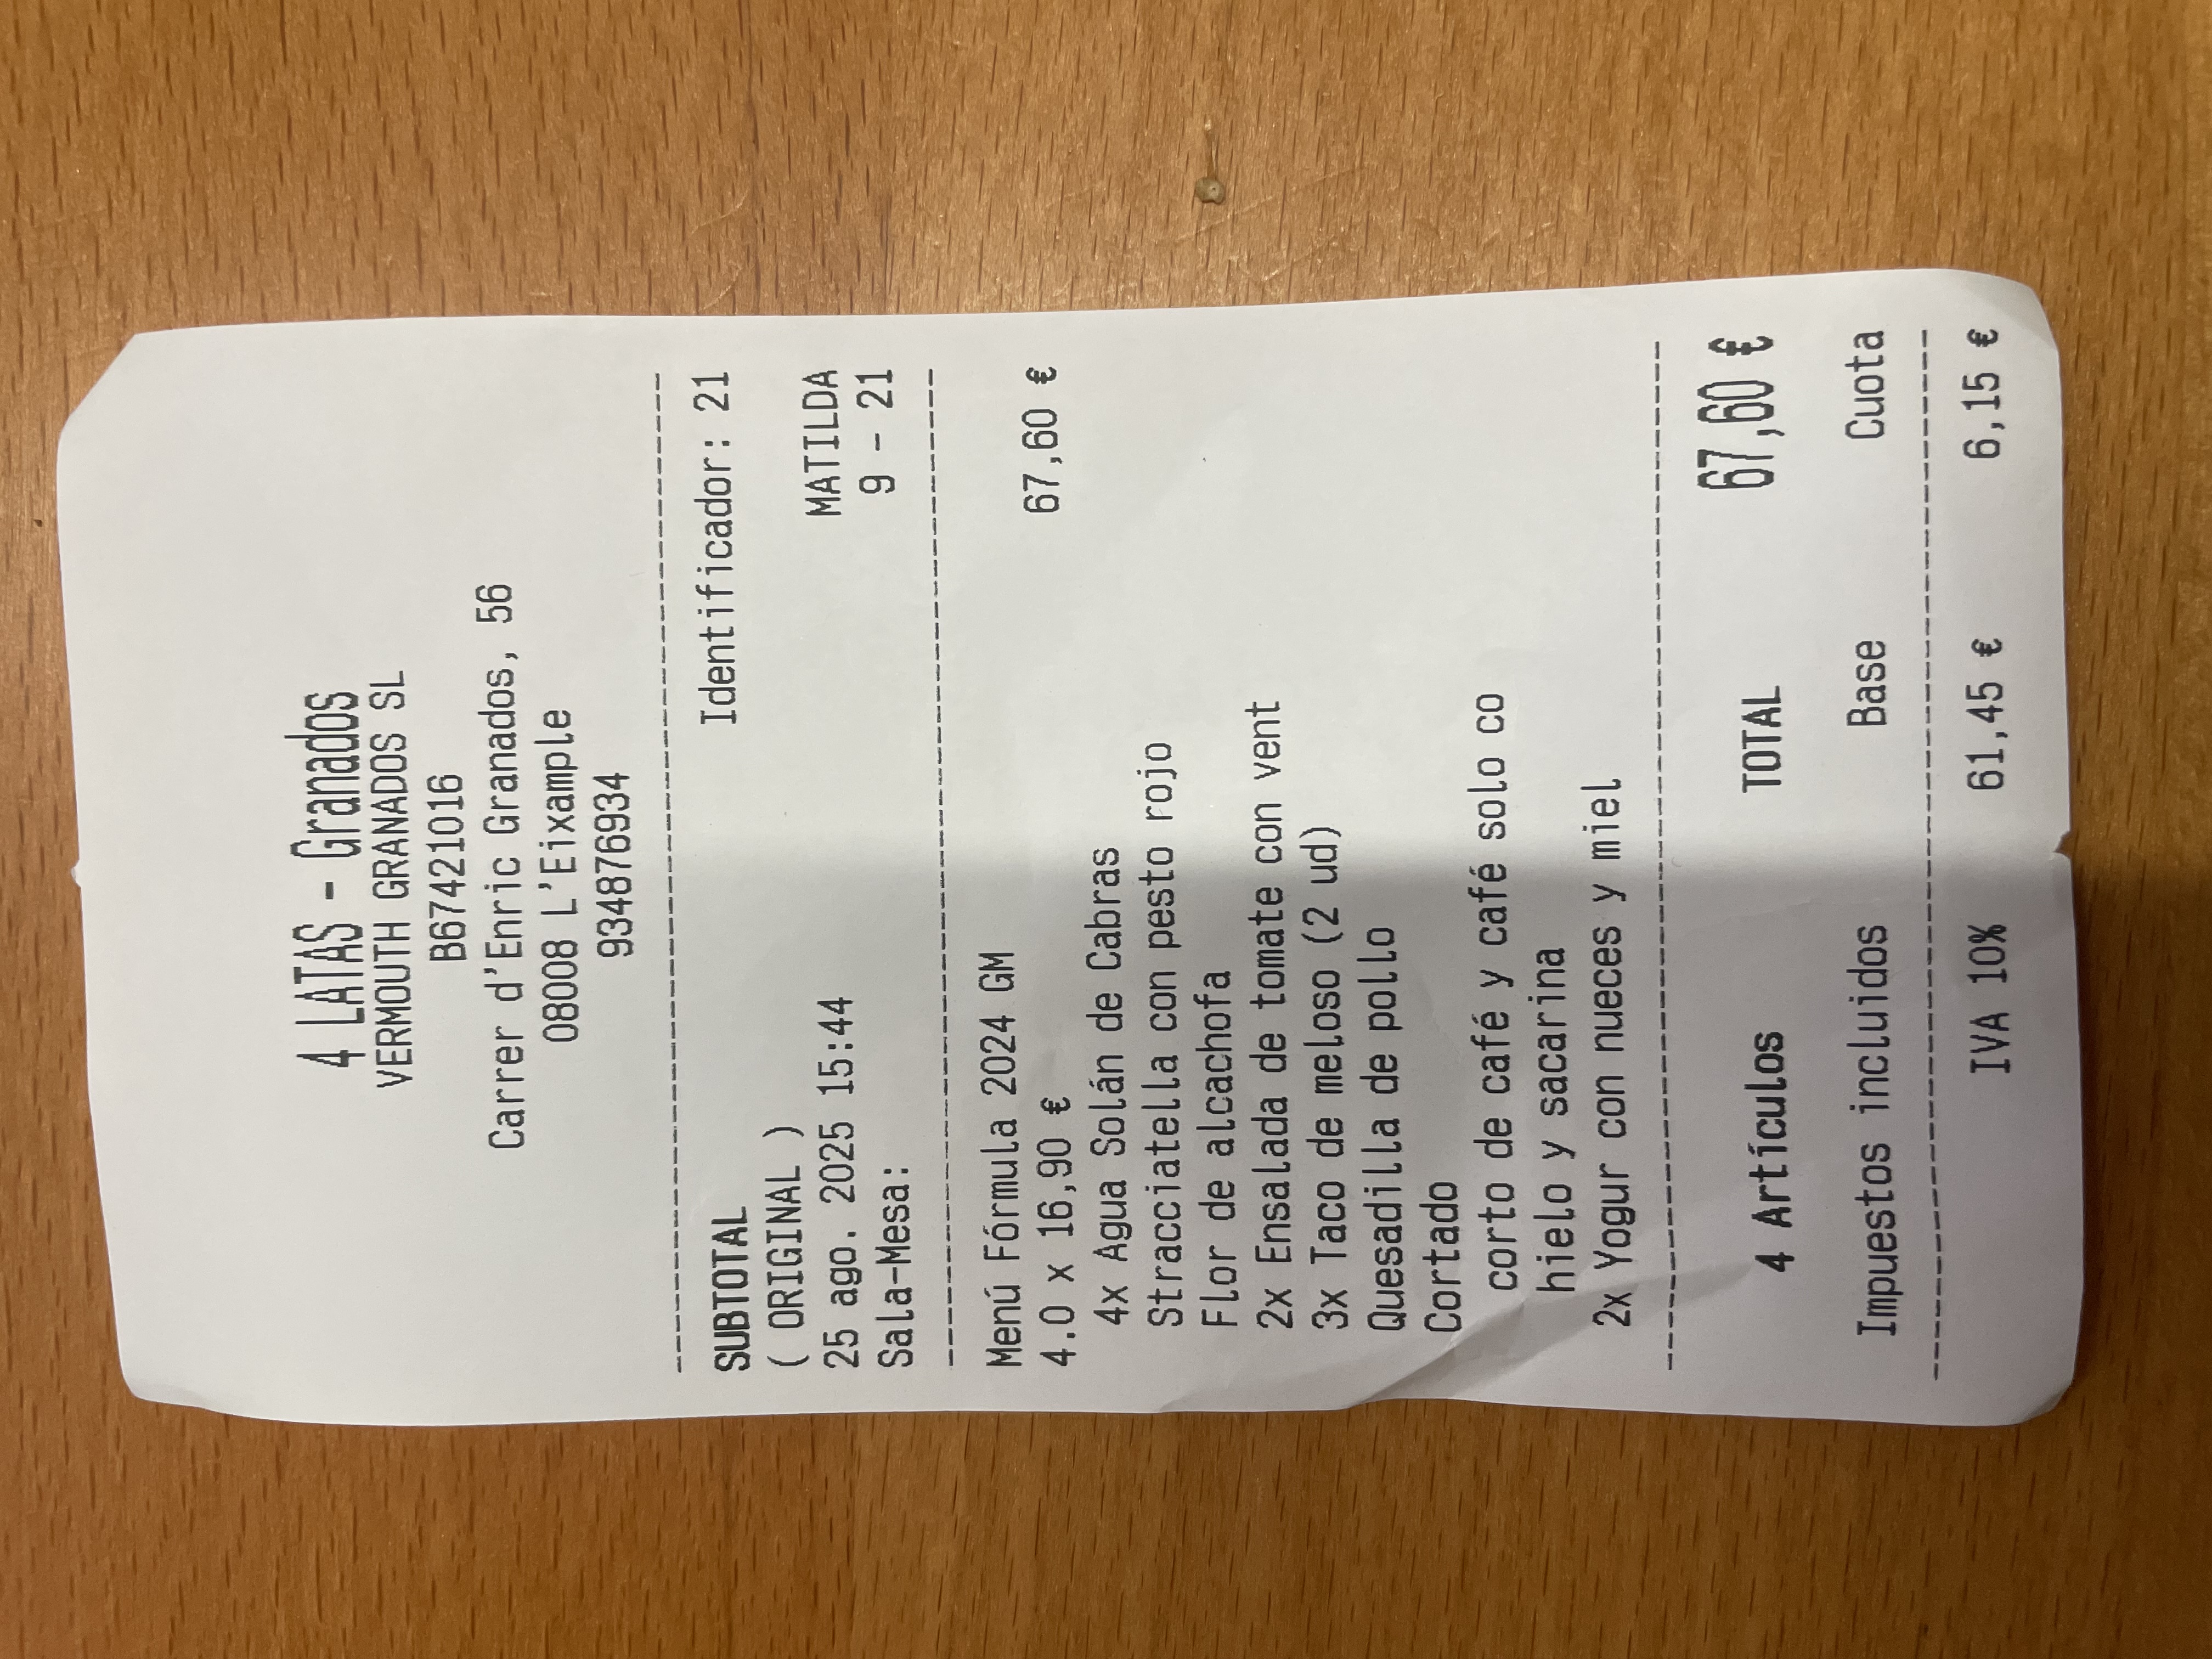 4 LATAS - Granados
VERMOUTH GRANADOS SL
B67421016
Carrer d'Enric Granados, 56
08008 L'Eixample
934876934
Identificador: 21
SUBTOTAL
( ORIGINAL )
25 ago. 2025 15:44 MATILDA
Sala-Mesa: 9 - 21
Menú Fórmula 2024 GM
4.0 x 16,90 € 67,60 €
4x Agua Solán de Cabras
Stracciatella con pesto rojo
Flor de alcachofa
2x Ensalada de tomate con vent
3x Taco de meloso (2 ud)
Quesadilla de pollo
Cortado
corto de café y café solo co
hielo y sacarina
2x Yogur con nueces y miel
4 Artículos TOTAL 67,60 €
Impuestos incluidos Base Cuota
IVA 10% 61,45 € 6,15 €